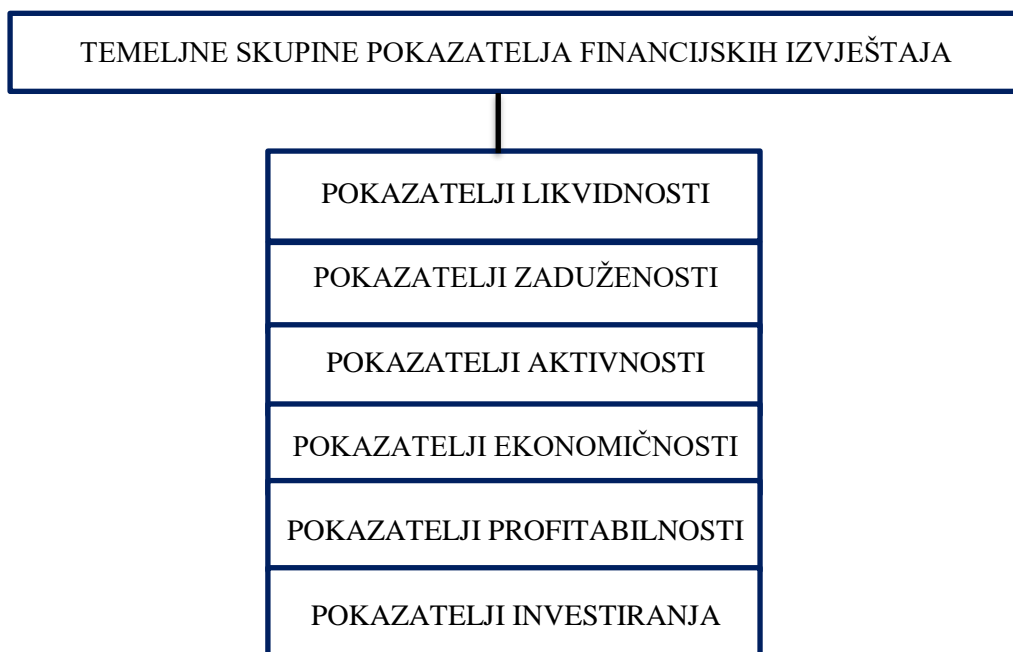 TEMELJNE SKUPINE POKAZATELJA FINANCIJSKIH IZVJEŠTAJA
POKAZATELJI LIKVIDNOSTI
POKAZATELJI ZADUŽENOSTI
POKAZATELJI AKTIVNOSTI
POKAZATELJI EKONOMIČNOSTI
POKAZATELJI PROFITABILNOSTI
POKAZATELJI INVESTIRANJA